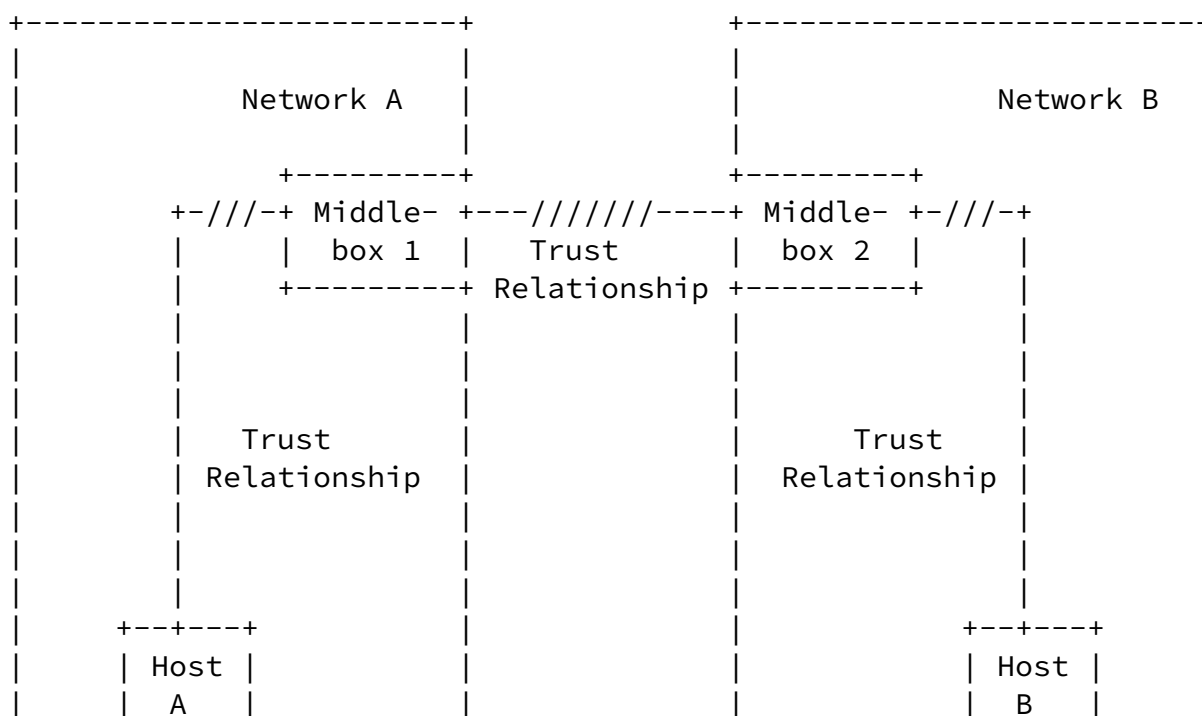 Network A Network B
Middle- Middle-
box 1 Trust box 2
Relationship
Trust Trust
Relationship Relationship
Host Host
A B